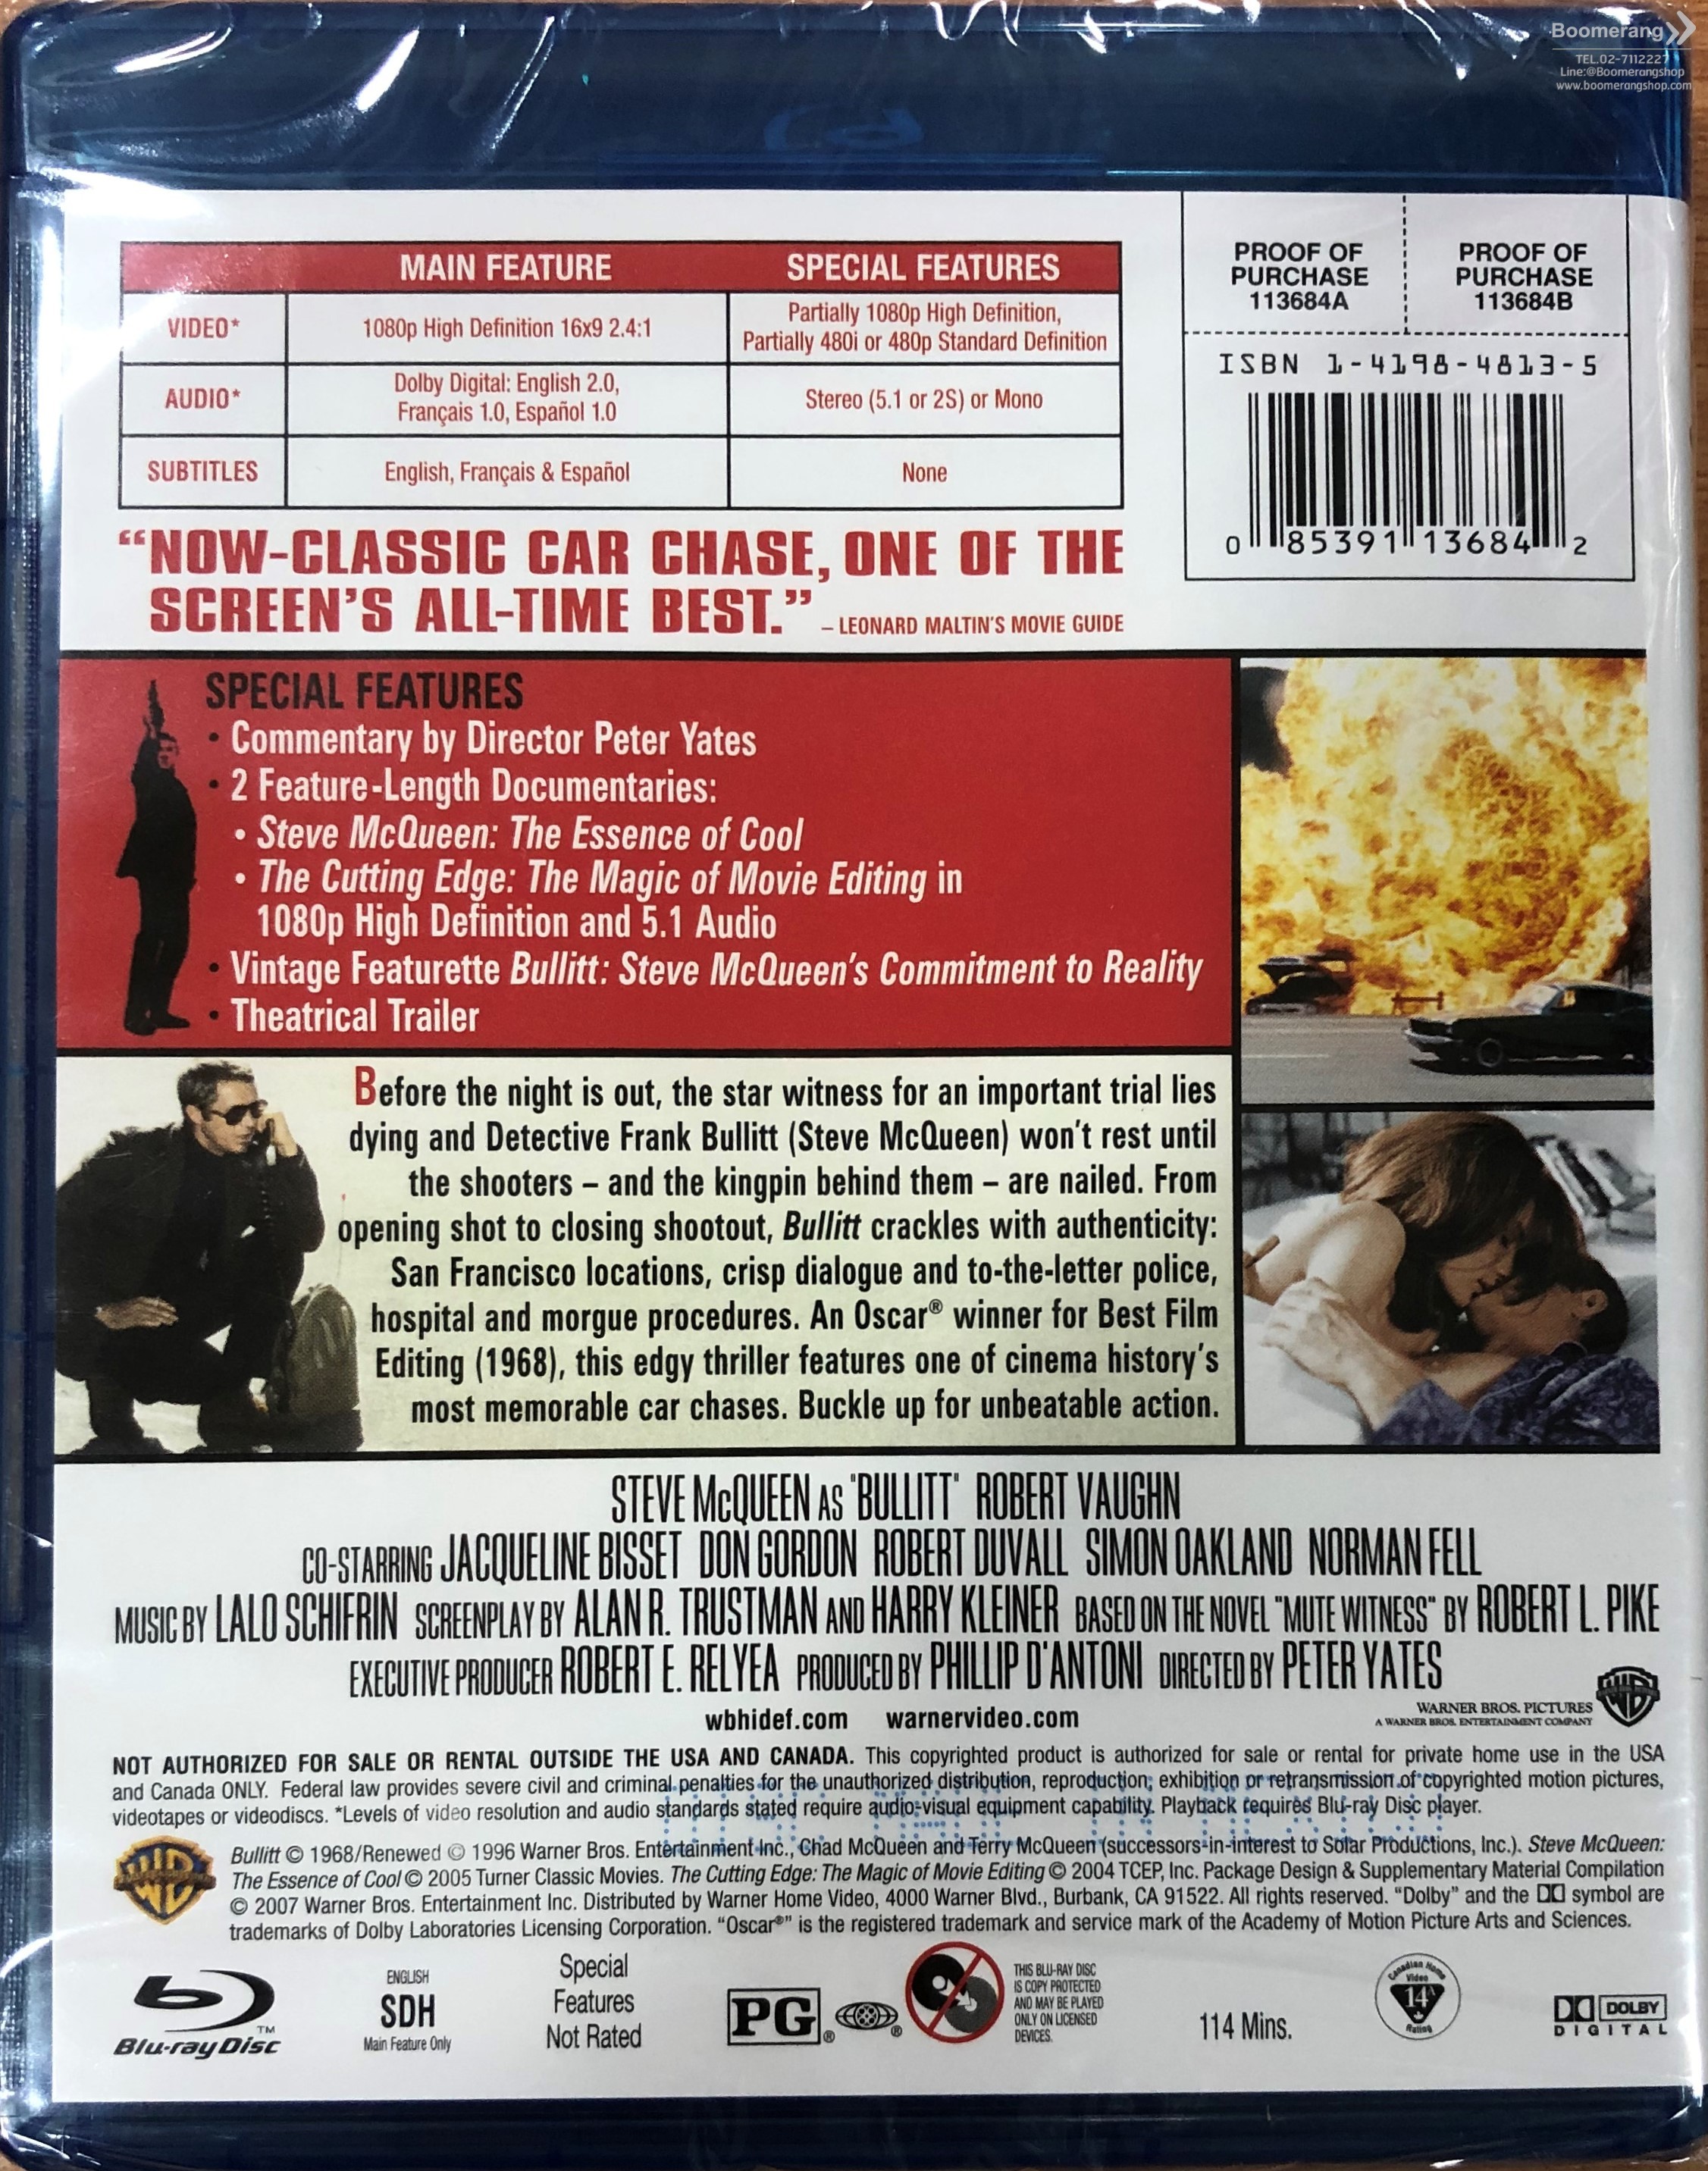 Boomerang
TEL.02-7112227
Line:@Boomerangshop
www.boomerangshop.com
MAIN FEATURE SPECIAL FEATURES
VIDEO* 1080p High Definition 16x9 2.4:1 Partially 1080p High Definition,
Partially 480i or 480p Standard Definition
AUDIO* Dolby Digital: English 2.0,
Français 1.0, Español 1.0 Stereo (5.1 or 2S) or Mono
SUBTITLES English, Français & Español None
PROOF OF
PURCHASE
113684A
PROOF OF
PURCHASE
113684B
ISBN 1-4198-4813-5
0 85391 13684 2
“NOW-CLASSIC CAR CHASE, ONE OF THE
SCREEN’S ALL-TIME BEST.” – LEONARD MALTIN’S MOVIE GUIDE
SPECIAL FEATURES
· Commentary by Director Peter Yates
· 2 Feature-Length Documentaries:
• Steve McQueen: The Essence of Cool
• The Cutting Edge: The Magic of Movie Editing in
1080p High Definition and 5.1 Audio
· Vintage Featurette Bullitt: Steve McQueen’s Commitment to Reality
· Theatrical Trailer
Before the night is out, the star witness for an important trial lies
dying and Detective Frank Bullitt (Steve McQueen) won’t rest until
the shooters – and the kingpin behind them – are nailed. From
opening shot to closing shootout, Bullitt crackles with authenticity:
San Francisco locations, crisp dialogue and to-the-letter police,
hospital and morgue procedures. An Oscar® winner for Best Film
Editing (1968), this edgy thriller features one of cinema history’s
most memorable car chases. Buckle up for unbeatable action.
STEVE McQUEEN AS "BULLITT" ROBERT VAUGHN
CO-STARRING JACQUELINE BISSET DON GORDON ROBERT DUVALL SIMON OAKLAND NORMAN FELL
MUSIC BY LALO SCHIFRIN SCREENPLAY BY ALAN R. TRUSTMAN AND HARRY KLEINER BASED ON THE NOVEL "MUTE WITNESS" BY ROBERT L. PIKE
EXECUTIVE PRODUCER ROBERT E. RELYEA PRODUCED BY PHILLIP D'ANTONI DIRECTED BY PETER YATES
wbhidef.com warnervideo.com
WARNER BROS. PICTURES
A WARNER BROS. ENTERTAINMENT COMPANY
NOT AUTHORIZED FOR SALE OR RENTAL OUTSIDE THE USA AND CANADA. This copyrighted product is authorized for sale or rental for private home use in the USA
and Canada ONLY. Federal law provides severe civil and criminal penalties for the unauthorized distribution, reproduction, exhibition or retransmission of copyrighted motion pictures,
videotapes or videodiscs. *Levels of video resolution and audio standards stated require audio-visual equipment capability. Playback requires Blu-ray Disc player.
Bullitt © 1968/Renewed © 1996 Warner Bros. Entertainment Inc., Chad McQueen and Terry McQueen (successors-in-interest to Solar Productions, Inc.). Steve McQueen:
The Essence of Cool © 2005 Turner Classic Movies. The Cutting Edge: The Magic of Movie Editing © 2004 TCEP, Inc. Package Design & Supplementary Material Compilation
© 2007 Warner Bros. Entertainment Inc. Distributed by Warner Home Video, 4000 Warner Blvd., Burbank, CA 91522. All rights reserved. “Dolby” and the symbol are
trademarks of Dolby Laboratories Licensing Corporation. “Oscar®” is the registered trademark and service mark of the Academy of Motion Picture Arts and Sciences.
Blu-ray Disc™
ENGLISH
SDH
Main Feature Only
Special
Features
Not Rated
PG®
®
THIS BLU-RAY DISC
IS COPY PROTECTED
AND MAY BE PLAYED
ONLY ON LICENSED
DEVICES.
114 Mins.
Canadian Home
Video
14A
Rating
DOLBY
DIGITAL